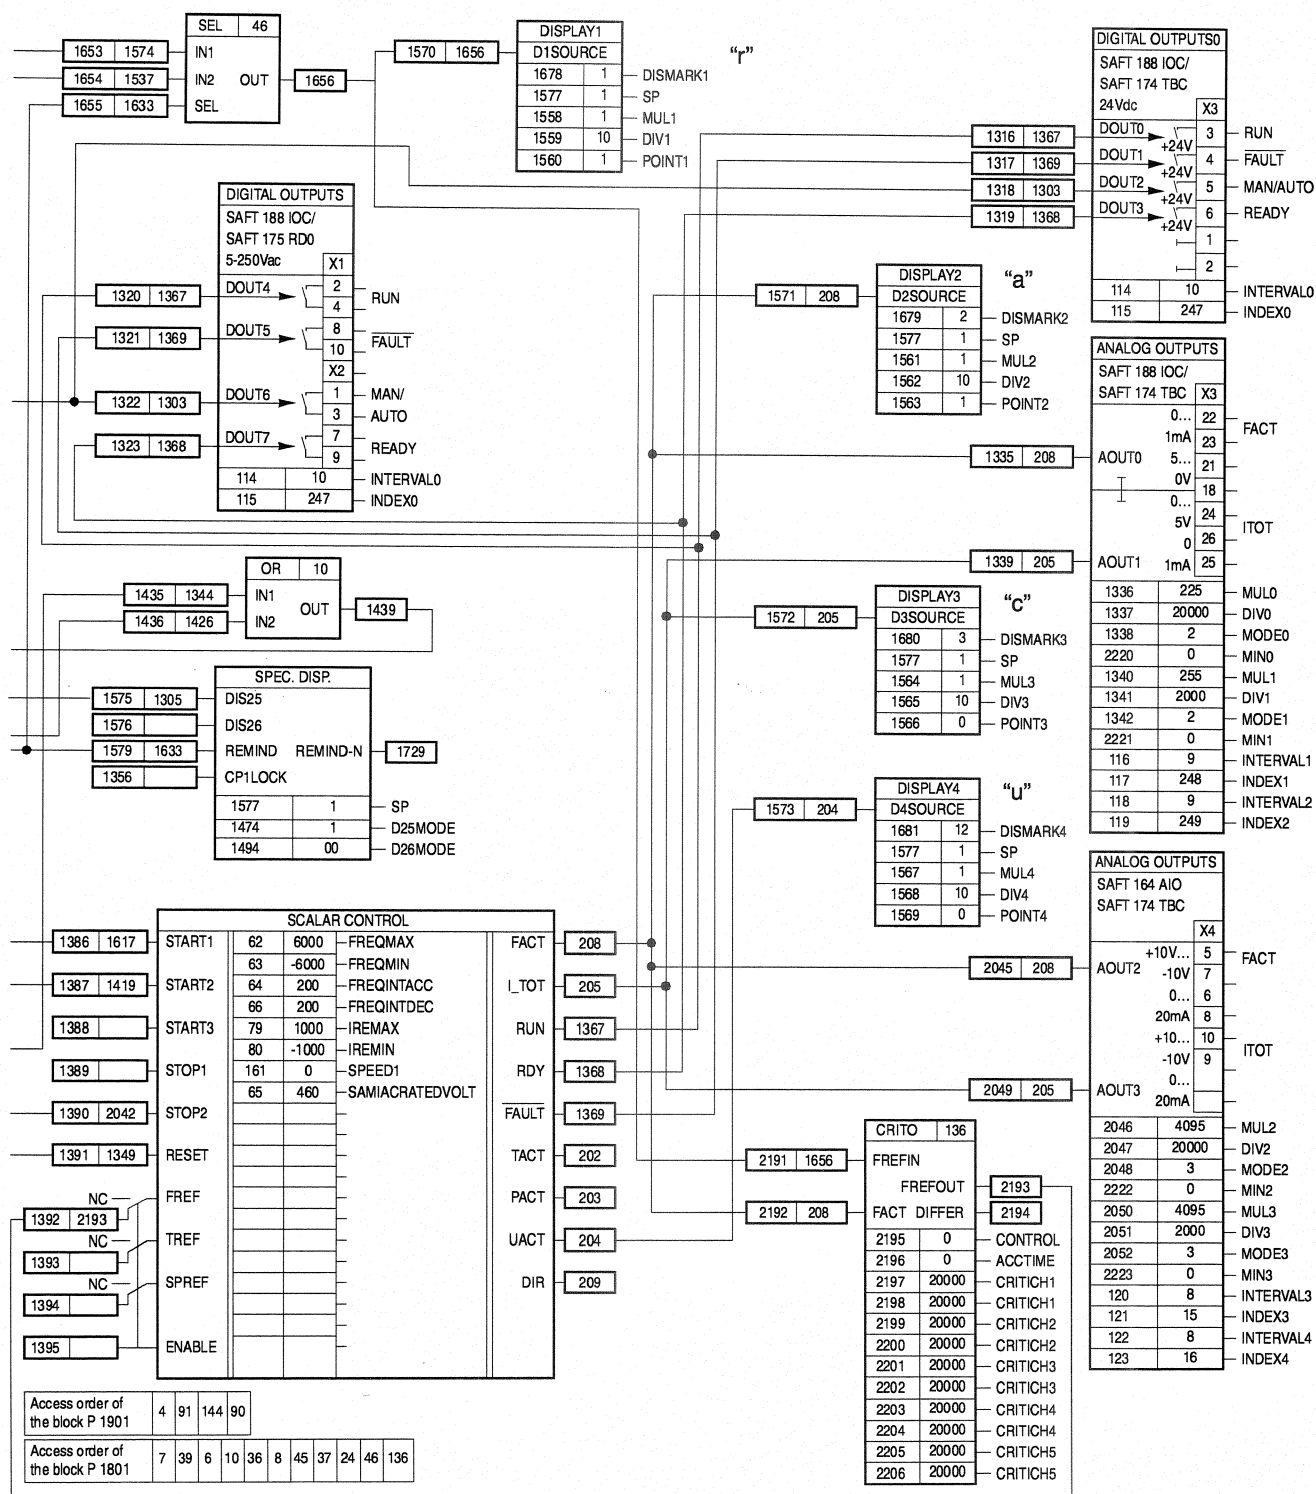 SEL 46
1653 1574 IN1
1654 1537 IN2 OUT 1656
1655 1633 SEL
1570 1656
DISPLAY1
D1SOURCE
1678 1 DISMARK1
1577 1 SP
1558 1 MUL1
1559 10 DIV1
1560 1 POINT1
“r”
DIGITAL OUTPUTS0
SAFT 188 IOC/
SAFT 174 TBC
24Vdc X3
1316 1367 DOUT0 +24V 3 RUN
1317 1369 DOUT1 +24V 4 FAULT
1318 1303 DOUT2 +24V 5 MAN/AUTO
1319 1368 DOUT3 +24V 6 READY
1
2
114 10 INTERVAL0
115 247 INDEX0
DIGITAL OUTPUTS
SAFT 188 IOC/
SAFT 175 RD0
5-250Vac X1
1320 1367 DOUT4 2 4 RUN
1321 1369 DOUT5 8 10 FAULT
X2
1322 1303 DOUT6 1 3 MAN/
AUTO
1323 1368 DOUT7 7 9 READY
114 10 INTERVAL0
115 247 INDEX0
1571 208
DISPLAY2
D2SOURCE
1679 2 DISMARK2
1577 1 SP
1561 1 MUL2
1562 10 DIV2
1563 1 POINT2
“a”
ANALOG OUTPUTS
SAFT 188 IOC/
SAFT 174 TBC X3
0... 22 FACT
1mA 23
1335 208 AOUT0 5... 21
0V 18
0... 24
5V ITOT
0 26
1339 205 AOUT1 1mA 25
1336 225 MUL0
1337 20000 DIV0
1338 2 MODE0
2220 0 MIN0
1340 255 MUL1
1341 2000 DIV1
1342 2 MODE1
2221 0 MIN1
116 9 INTERVAL1
117 248 INDEX1
118 9 INTERVAL2
119 249 INDEX2
OR 10
1435 1344 IN1
OUT 1439
1436 1426 IN2
1572 205
DISPLAY3
D3SOURCE
1680 3 DISMARK3
1577 1 SP
1564 1 MUL3
1565 10 DIV3
1566 0 POINT3
“c”
SPEC. DISP.
1575 1305 DIS25
1576 DIS26
1579 1633 REMIND REMIND-N 1729
1356 CP1LOCK
1577 1 SP
1474 1 D25MODE
1494 00 D26MODE
1573 204
DISPLAY4
D4SOURCE
1681 12 DISMARK4
1577 1 SP
1567 1 MUL4
1568 10 DIV4
1569 0 POINT4
“u”
ANALOG OUTPUTS
SAFT 164 AIO
SAFT 174 TBC
X4
+10V... 5 FACT
2045 208 AOUT2 -10V 7
0... 6
20mA 8
+10... 10 ITOT
-10V 9
0...
2049 205 AOUT3 20mA
2046 4095 MUL2
2047 20000 DIV2
2048 3 MODE2
2222 0 MIN2
2050 4095 MUL3
2051 2000 DIV3
2052 3 MODE3
2223 0 MIN3
120 8 INTERVAL3
121 15 INDEX3
122 8 INTERVAL4
123 16 INDEX4
SCALAR CONTROL
1386 1617 START1 62 6000 FREQMAX FACT 208
63 -6000 FREQMIN
1387 1419 START2 64 200 FREQINTACC I_TOT 205
66 200 FREQINTDEC
1388 START3 79 1000 IREMAX RUN 1367
80 -1000 IREMIN
1389 STOP1 161 0 SPEED1 RDY 1368
65 460 SAMIACRATEDVOLT
1390 2042 STOP2 FAULT 1369
1391 1349 RESET TACT 202
NC FREF PACT 203
1392 2193
NC TREF UACT 204
1393
NC SPREF DIR 209
1394
1395 ENABLE
CRITO 136
2191 1656 FREFIN
FREFOUT 2193
2192 208 FACT DIFFER 2194
2195 0 CONTROL
2196 0 ACCTIME
2197 20000 CRITICH1
2198 20000 CRITICH1
2199 20000 CRITICH2
2200 20000 CRITICH2
2201 20000 CRITICH3
2202 20000 CRITICH3
2203 20000 CRITICH4
2204 20000 CRITICH4
2205 20000 CRITICH5
2206 20000 CRITICH5
Access order of
the block P 1901
4 91 144 90
Access order of
the block P 1801
7 39 6 10 36 8 45 37 24 46 136